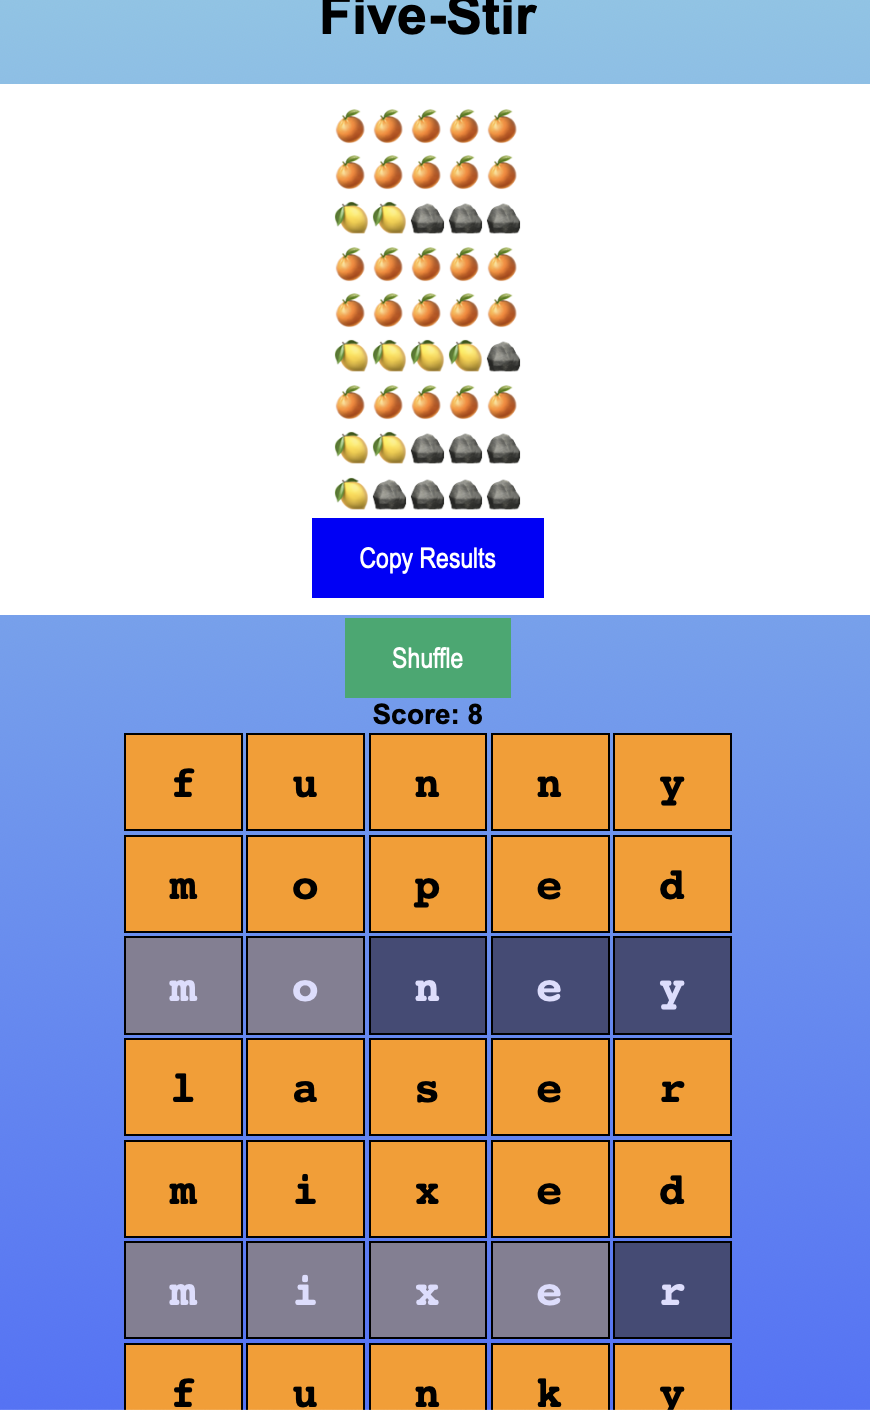 Five-Stir
Copy Results
Shuffle
Score: 8
f u n n y
m o p e d
m o n e y
l a s e r
m i x e d
m i x e r
f u n k y